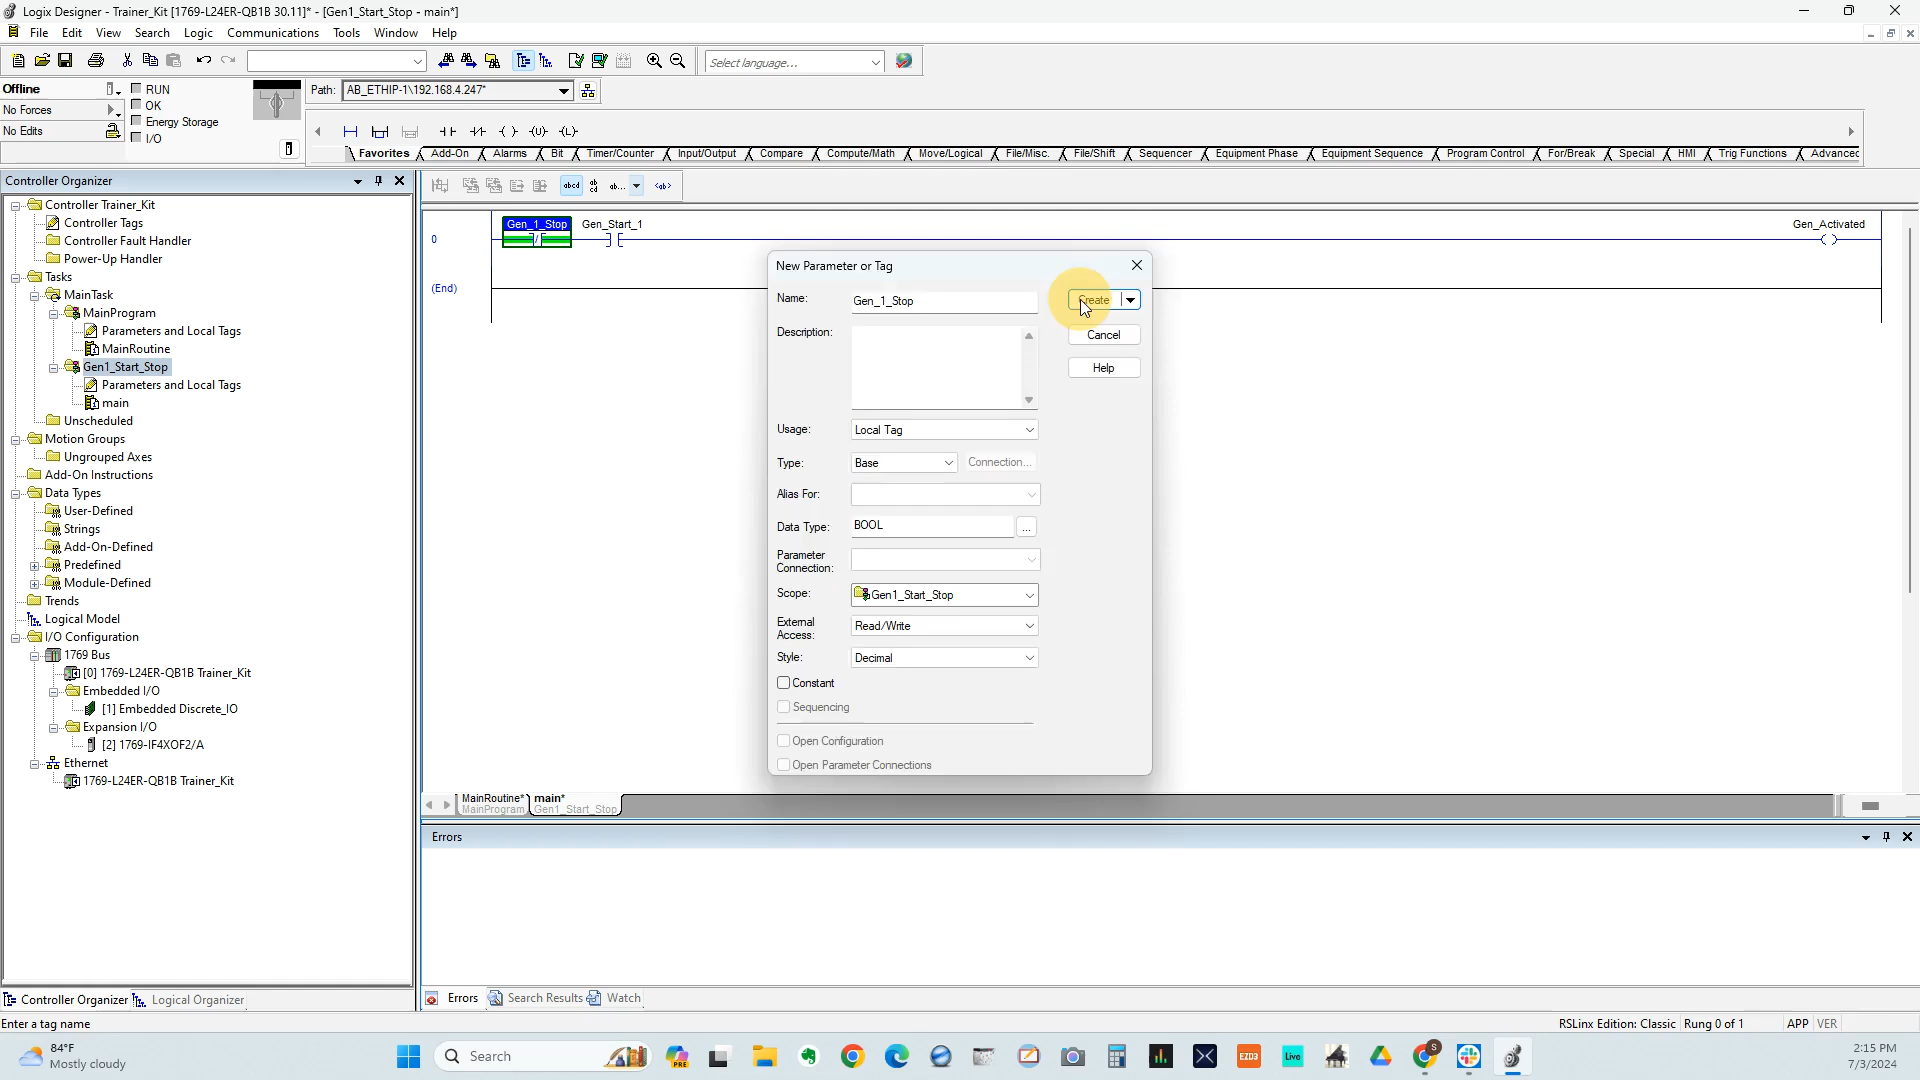 Logix Designer - Trainer_Kit [1769-L24ER-QB1B 30.11]* - [Gen1_Start_Stop - main*]
File Edit View Search Logic Communications Tools Window Help
Select language...
Offline
No Forces
No Edits
RUN
OK
Energy Storage
I/O
Path: AB_ETHIP-1\192.168.4.247*
Favorites Add-On Alarms Bit Timer/Counter Input/Output Compare Compute/Math Move/Logical File/Misc. File/Shift Sequencer Equipment Phase Equipment Sequence Program Control For/Break Special HMI Trig Functions Advanced
Controller Organizer
Controller Trainer_Kit
Controller Tags
Controller Fault Handler
Power-Up Handler
Tasks
MainTask
MainProgram
Parameters and Local Tags
MainRoutine
Gen1_Start_Stop
Parameters and Local Tags
main
Unscheduled
Motion Groups
Ungrouped Axes
Add-On Instructions
Data Types
User-Defined
Strings
Add-On-Defined
Predefined
Module-Defined
Trends
Logical Model
I/O Configuration
1769 Bus
[0] 1769-L24ER-QB1B Trainer_Kit
Embedded I/O
[1] Embedded Discrete_IO
Expansion I/O
[2] 1769-IF4XOF2/A
Ethernet
1769-L24ER-QB1B Trainer_Kit
Controller Organizer Logical Organizer
Gen_1_Stop Gen_Start_1 Gen_Activated
0
(End)
New Parameter or Tag
Name: Gen_1_Stop
Create
Description:
Cancel
Help
Usage: Local Tag
Type: Base Connection...
Alias For:
Data Type: BOOL ...
Parameter Connection:
Scope: Gen1_Start_Stop
External Access: Read/Write
Style: Decimal
Constant
Sequencing
Open Configuration
Open Parameter Connections
MainRoutine* main*
MainProgram Gen1_Start_Stop
Errors
Errors Search Results Watch
Enter a tag name
RSLinx Edition: Classic Rung 0 of 1 APP VER
84°F
Mostly cloudy
Search
PRE
EZD3
Live
S
2:15 PM
7/3/2024